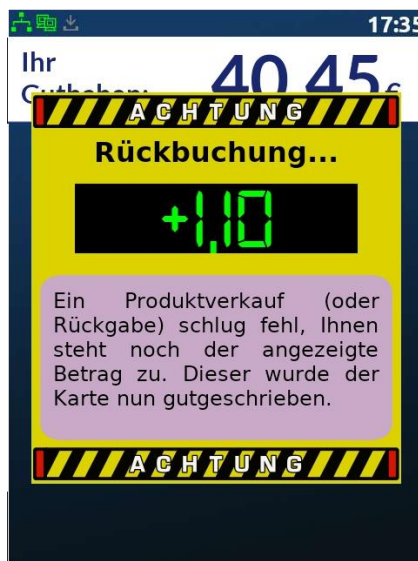 17:35
Ihr
Guthaben: 40,45 €
ACHTUNG
Rückbuchung...
+1,10
Ein Produktverkauf (oder
Rückgabe) schlug fehl, Ihnen
steht noch der angezeigte
Betrag zu. Dieser wurde der
Karte nun gutgeschrieben.
ACHTUNG